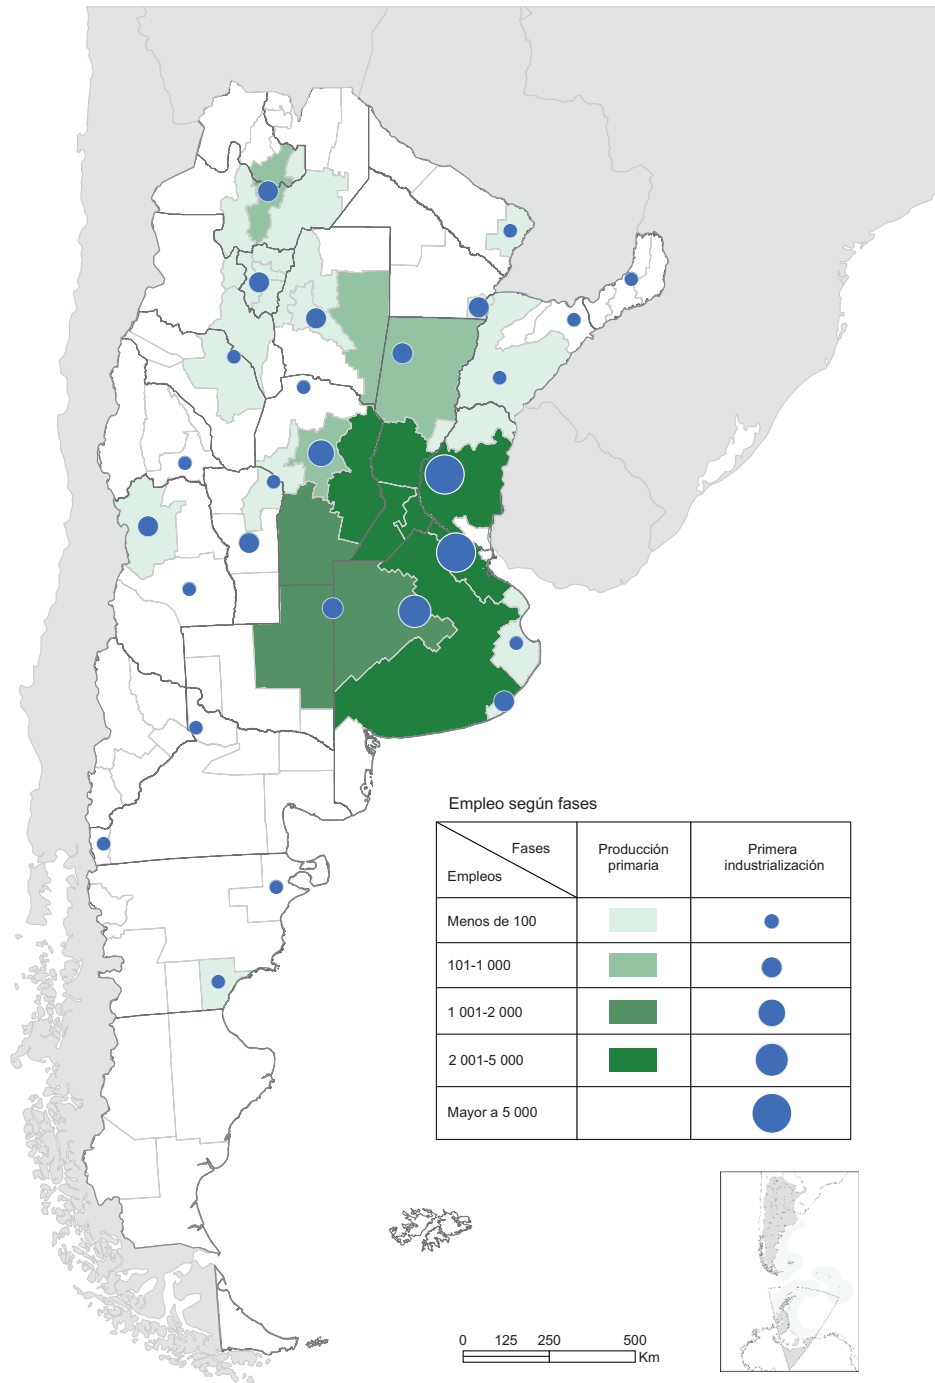 Empleo según fases
Fases
Empleos
Producción
primaria
Primera
industrialización
Menos de 100
101-1 000
1 001-2 000
2 001-5 000
Mayor a 5 000
0 125 250 500
Km